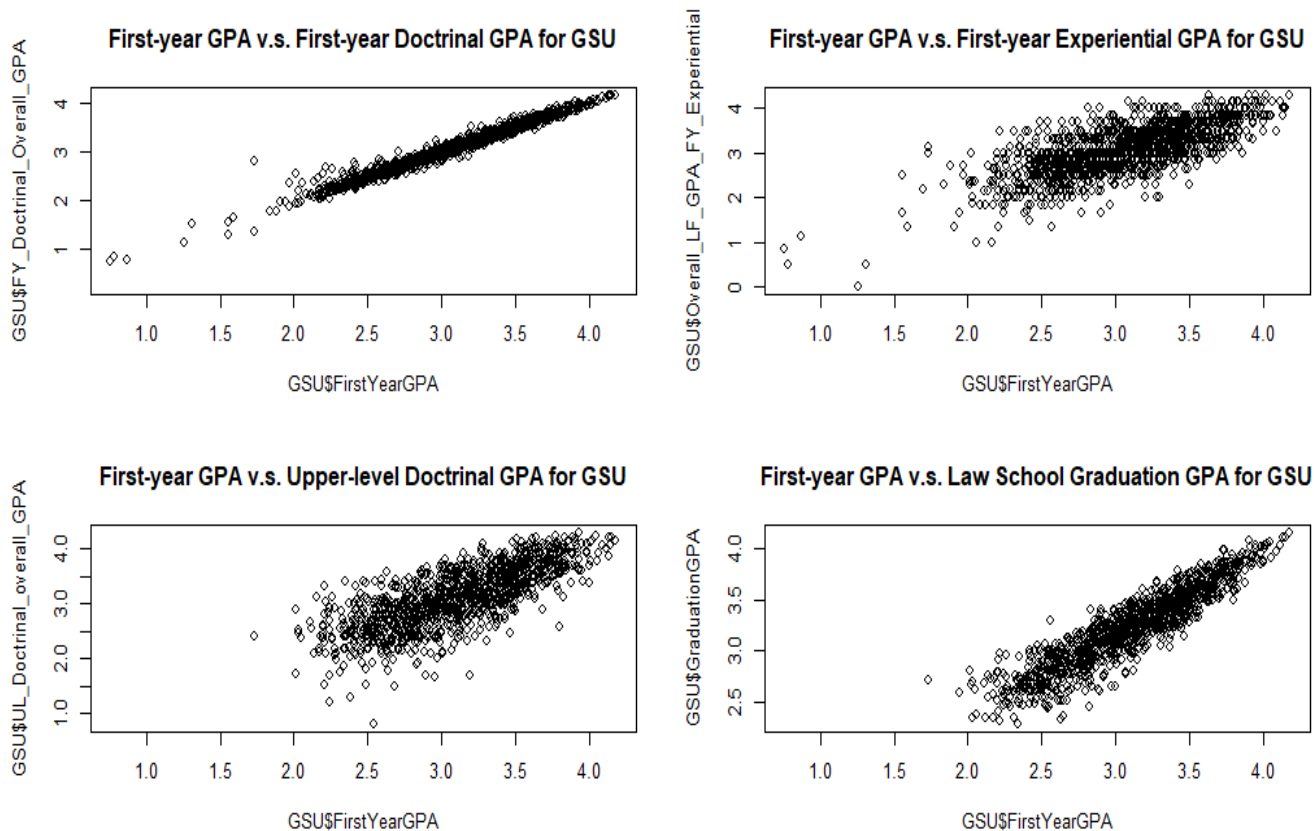 First-year GPA v.s. First-year Doctrinal GPA for GSU
GSU$FY_Doctrinal_Overall_GPA
4
3
2
1
1.0 1.5 2.0 2.5 3.0 3.5 4.0
GSU$FirstYearGPA
First-year GPA v.s. First-year Experiential GPA for GSU
GSU$Overall_LF_GPA_FY_Experiential
4
3
2
1
0
1.0 1.5 2.0 2.5 3.0 3.5 4.0
GSU$FirstYearGPA
First-year GPA v.s. Upper-level Doctrinal GPA for GSU
GSU$UL_Doctrinal_overall_GPA
4.0
3.0
2.0
1.0
1.0 1.5 2.0 2.5 3.0 3.5 4.0
GSU$FirstYearGPA
First-year GPA v.s. Law School Graduation GPA for GSU
GSU$GraduationGPA
4.0
3.5
3.0
2.5
1.0 1.5 2.0 2.5 3.0 3.5 4.0
GSU$FirstYearGPA